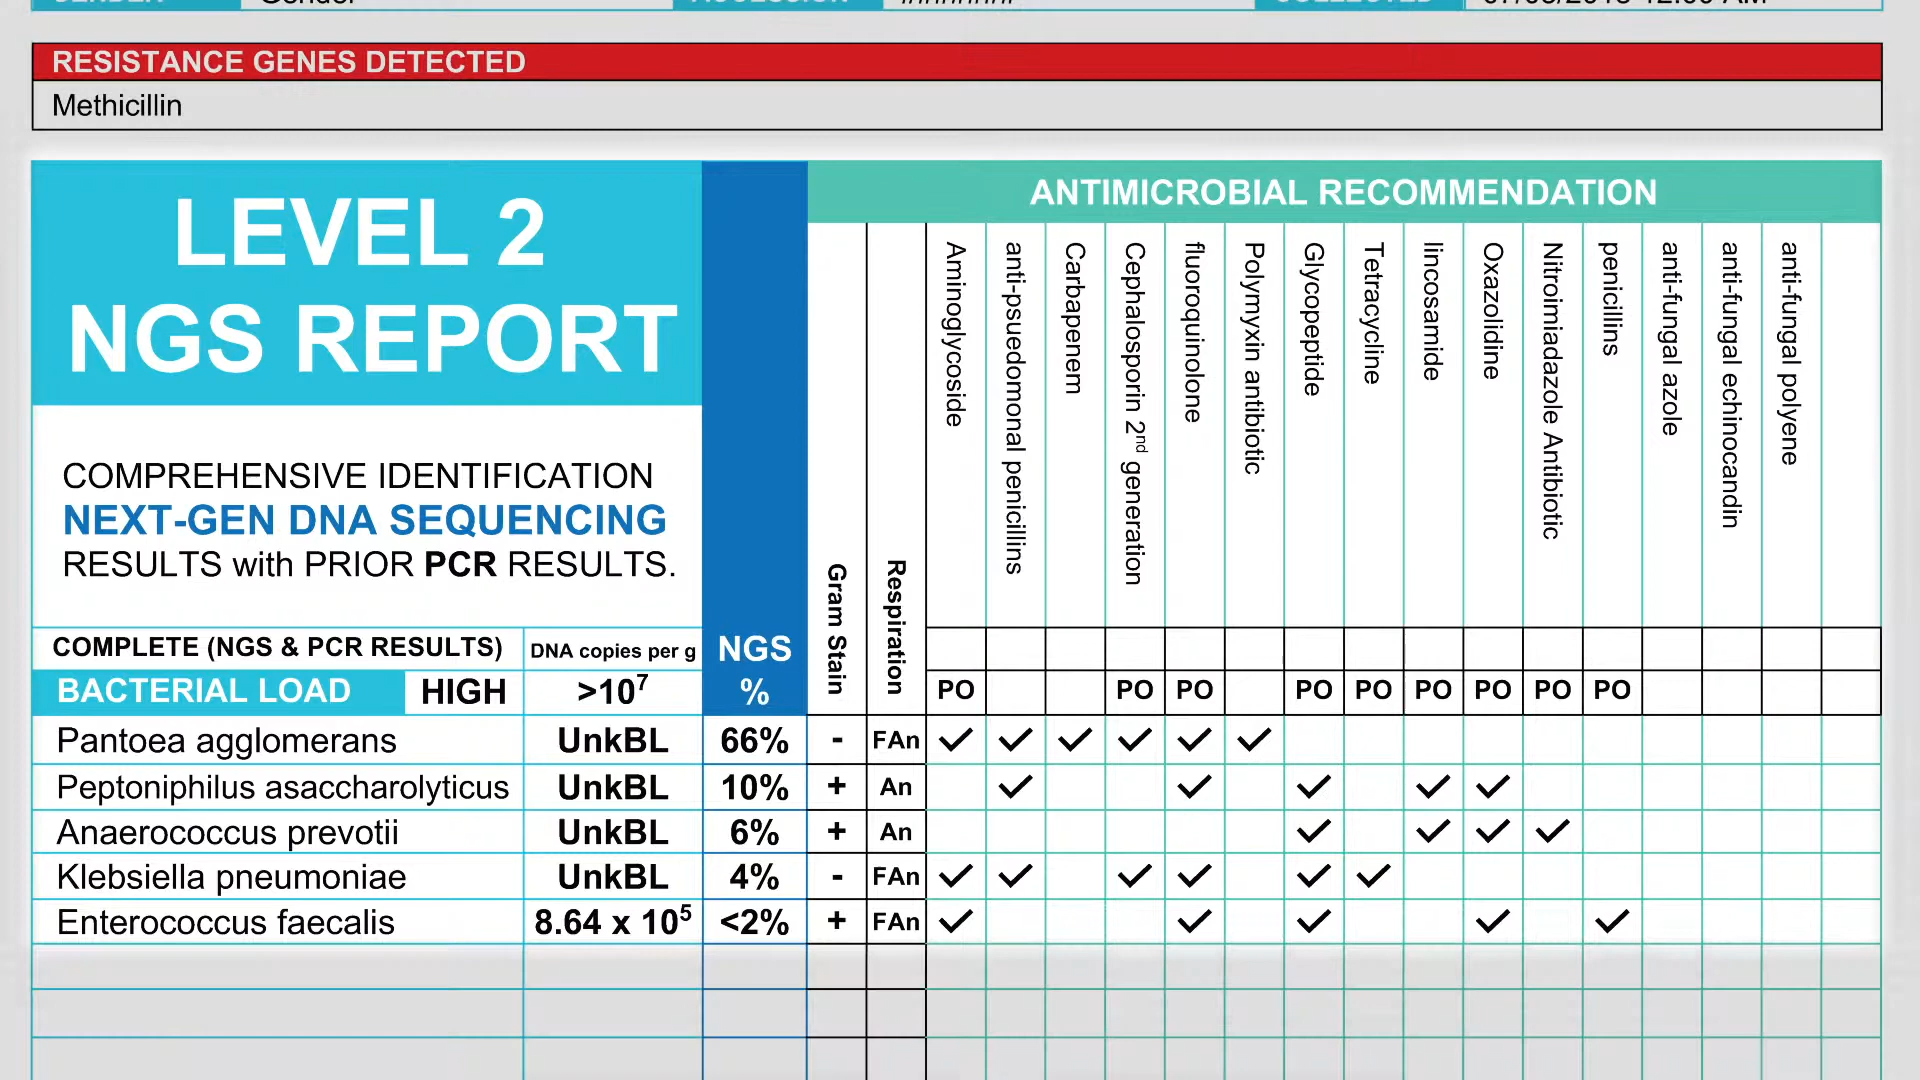 RESISTANCE GENES DETECTED
Methicillin
LEVEL 2
NGS REPORT
ANTIMICROBIAL RECOMMENDATION
COMPREHENSIVE IDENTIFICATION
NEXT-GEN DNA SEQUENCING
RESULTS with PRIOR PCR RESULTS.
Gram Stain
Respiration
Aminoglycoside
anti-psuedomonal penicillins
Carbapenem
Cephalosporin 2nd generation
fluoroquinolone
Polymyxin antibiotic
Glycopeptide
Tetracycline
lincosamide
Oxazolidine
Nitroimiadazole Antibiotic
penicillins
anti-fungal azole
anti-fungal echinocandin
anti-fungal polyene
COMPLETE (NGS & PCR RESULTS) DNA copies per g NGS
BACTERIAL LOAD HIGH >10⁷ % PO PO PO PO PO PO PO PO PO
Pantoea agglomerans UnkBL 66% - FAn ✓ ✓ ✓ ✓ ✓ ✓
Peptoniphilus asaccharolyticus UnkBL 10% + An ✓ ✓ ✓ ✓ ✓
Anaerococcus prevotii UnkBL 6% + An ✓ ✓ ✓ ✓
Klebsiella pneumoniae UnkBL 4% - FAn ✓ ✓ ✓ ✓ ✓ ✓
Enterococcus faecalis 8.64 x 10⁵ <2% + FAn ✓ ✓ ✓ ✓ ✓